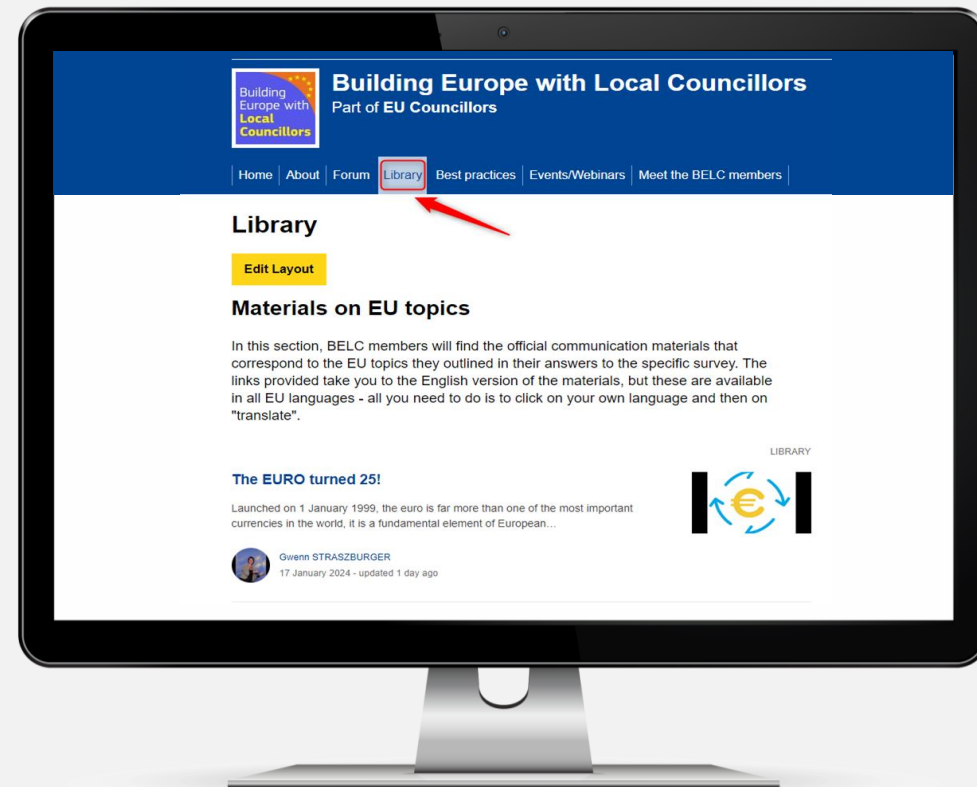 Building
Europe with
Local
Councillors
Building Europe with Local Councillors
Part of EU Councillors
Home About Forum Library Best practices Events/Webinars Meet the BELC members
Library
Edit Layout
Materials on EU topics
In this section, BELC members will find the official communication materials that
correspond to the EU topics they outlined in their answers to the specific survey. The
links provided take you to the English version of the materials, but these are available
in all EU languages - all you need to do is to click on your own language and then on
"translate".
LIBRARY
The EURO turned 25!
Launched on 1 January 1999, the euro is far more than one of the most important
currencies in the world, it is a fundamental element of European…
Gwenn STRASZBURGER
17 January 2024 - updated 1 day ago